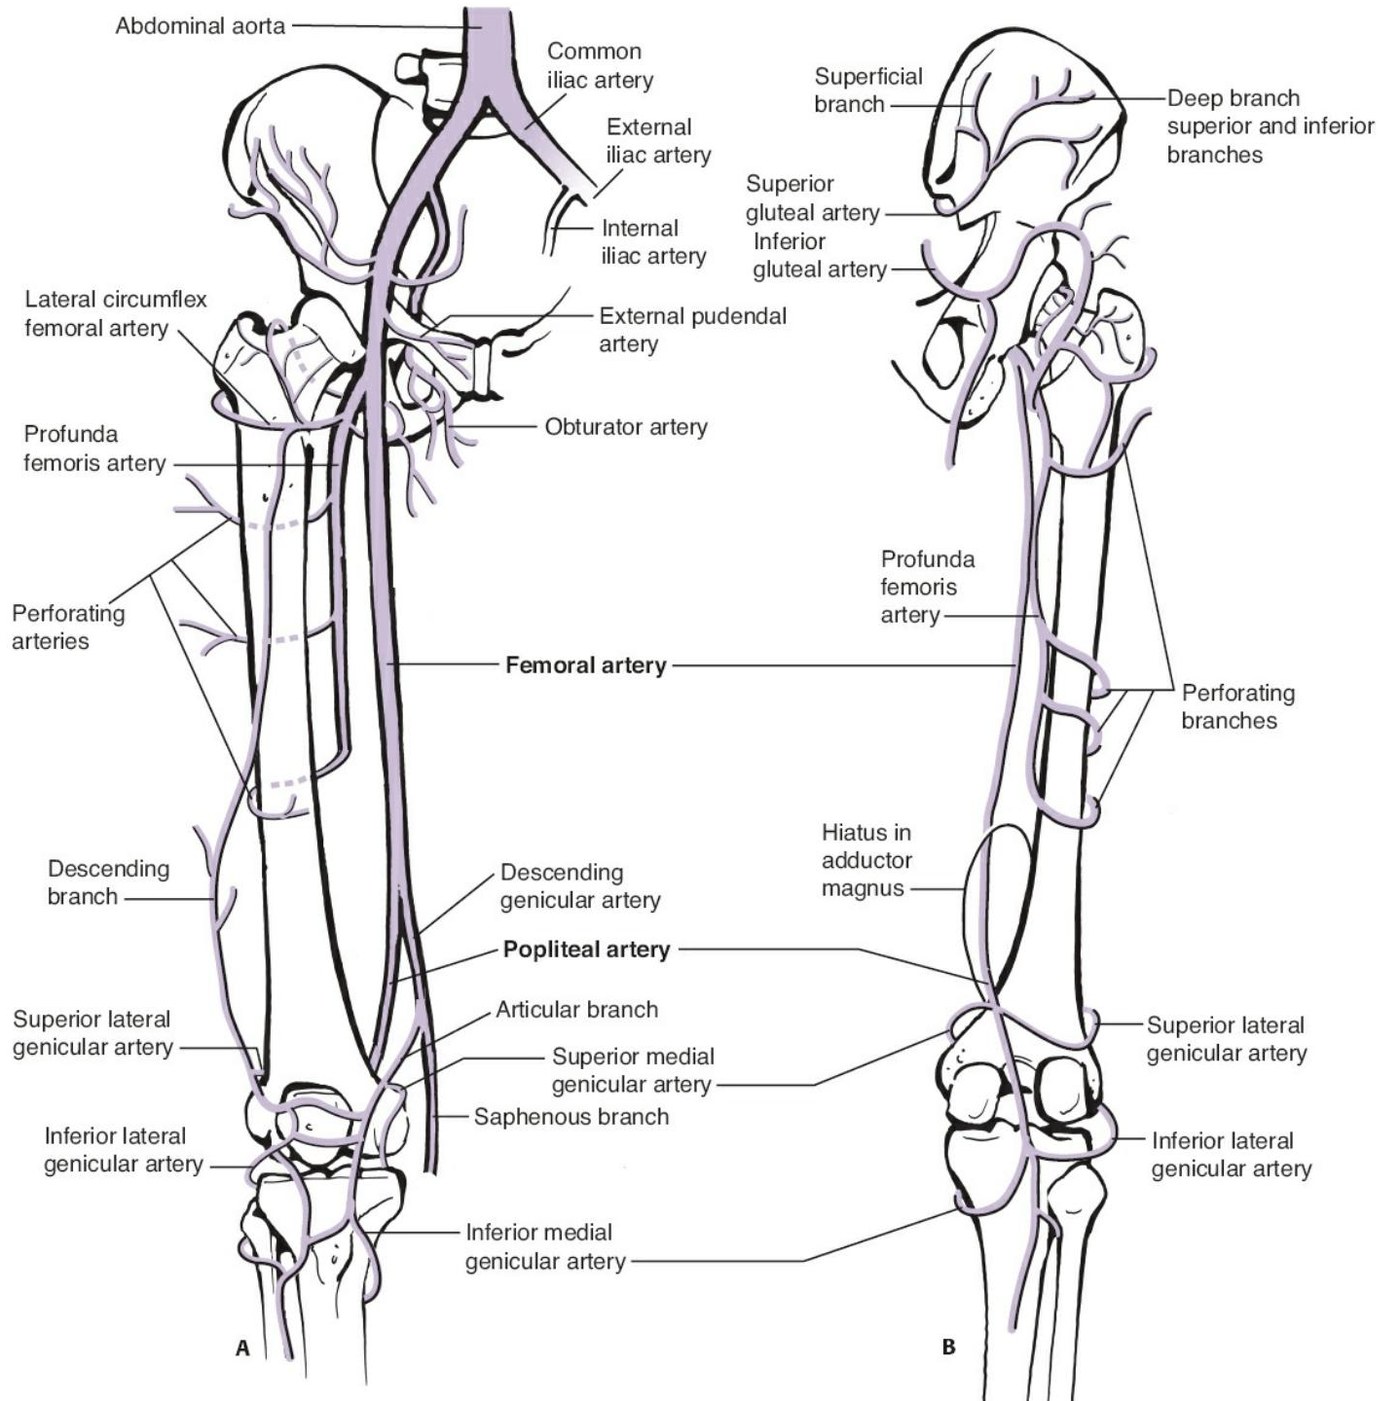 Abdominal aorta
Common
iliac artery
External
iliac artery
Internal
iliac artery
Lateral circumflex
femoral artery
External pudendal
artery
Profunda
femoris artery
Obturator artery
Perforating
arteries
Femoral artery
Descending
branch
Descending
genicular artery
Popliteal artery
Articular branch
Superior lateral
genicular artery
Superior medial
genicular artery
Saphenous branch
Inferior lateral
genicular artery
Inferior medial
genicular artery
A
Superficial
branch
Deep branch
superior and inferior
branches
Superior
gluteal artery
Inferior
gluteal artery
Profunda
femoris
artery
Perforating
branches
Hiatus in
adductor
magnus
Superior lateral
genicular artery
Inferior lateral
genicular artery
B